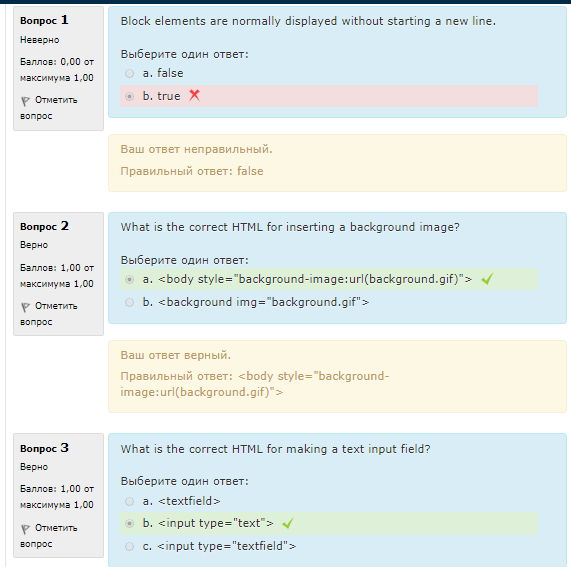 Вопрос 1
Неверно
Баллов: 0,00 от
максимума 1,00
Отметить
вопрос
Block elements are normally displayed without starting a new line.
Выберите один ответ:
a. false
b. true
Ваш ответ неправильный.
Правильный ответ: false
Вопрос 2
Верно
Баллов: 1,00 от
максимума 1,00
Отметить
вопрос
What is the correct HTML for inserting a background image?
Выберите один ответ:
a. <body style="background-image:url(background.gif)">
b. <background img="background.gif">
Ваш ответ верный.
Правильный ответ: <body style="background-
image:url(background.gif)">
Вопрос 3
Верно
Баллов: 1,00 от
максимума 1,00
Отметить
вопрос
What is the correct HTML for making a text input field?
Выберите один ответ:
a. <textfield>
b. <input type="text">
c. <input type="textfield">